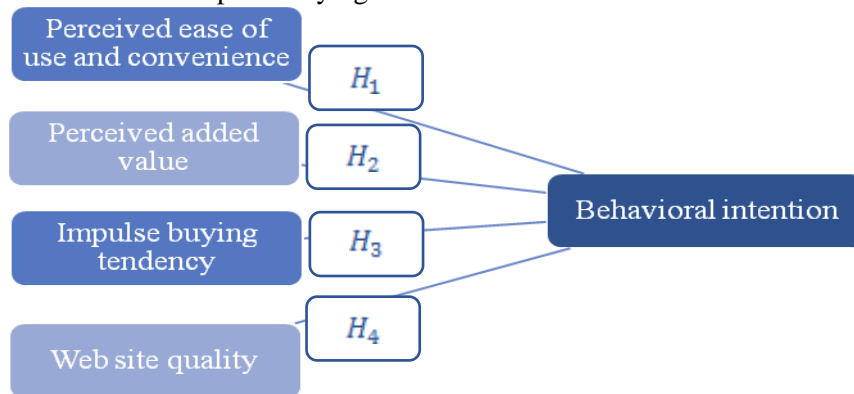 Perceived ease of
use and convenience
H₁
Perceived added
value
H₂
Impulse buying
tendency
H₃
Web site quality
H₄
Behavioral intention